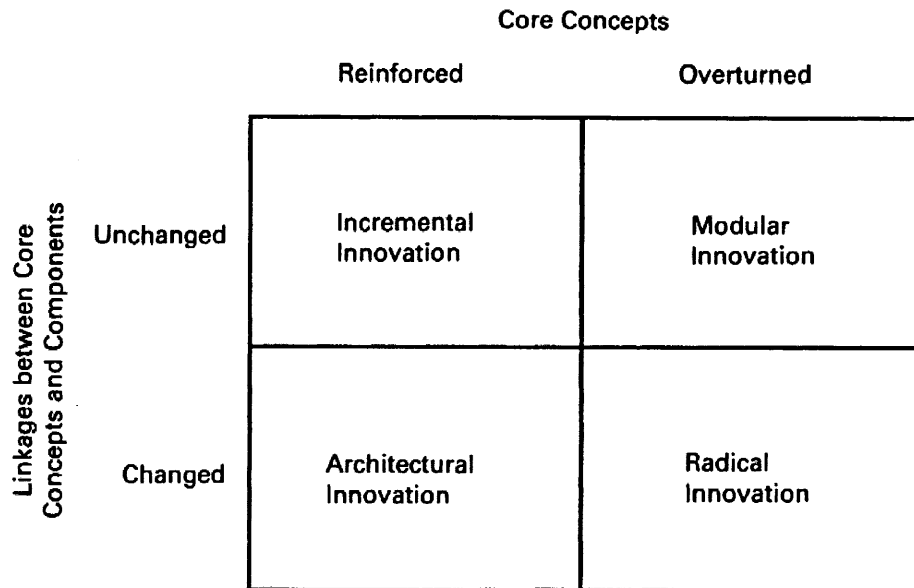 Core Concepts
Reinforced
Overturned
Linkages between Core
Concepts and Components
Unchanged
Incremental
Innovation
Modular
Innovation
Changed
Architectural
Innovation
Radical
Innovation